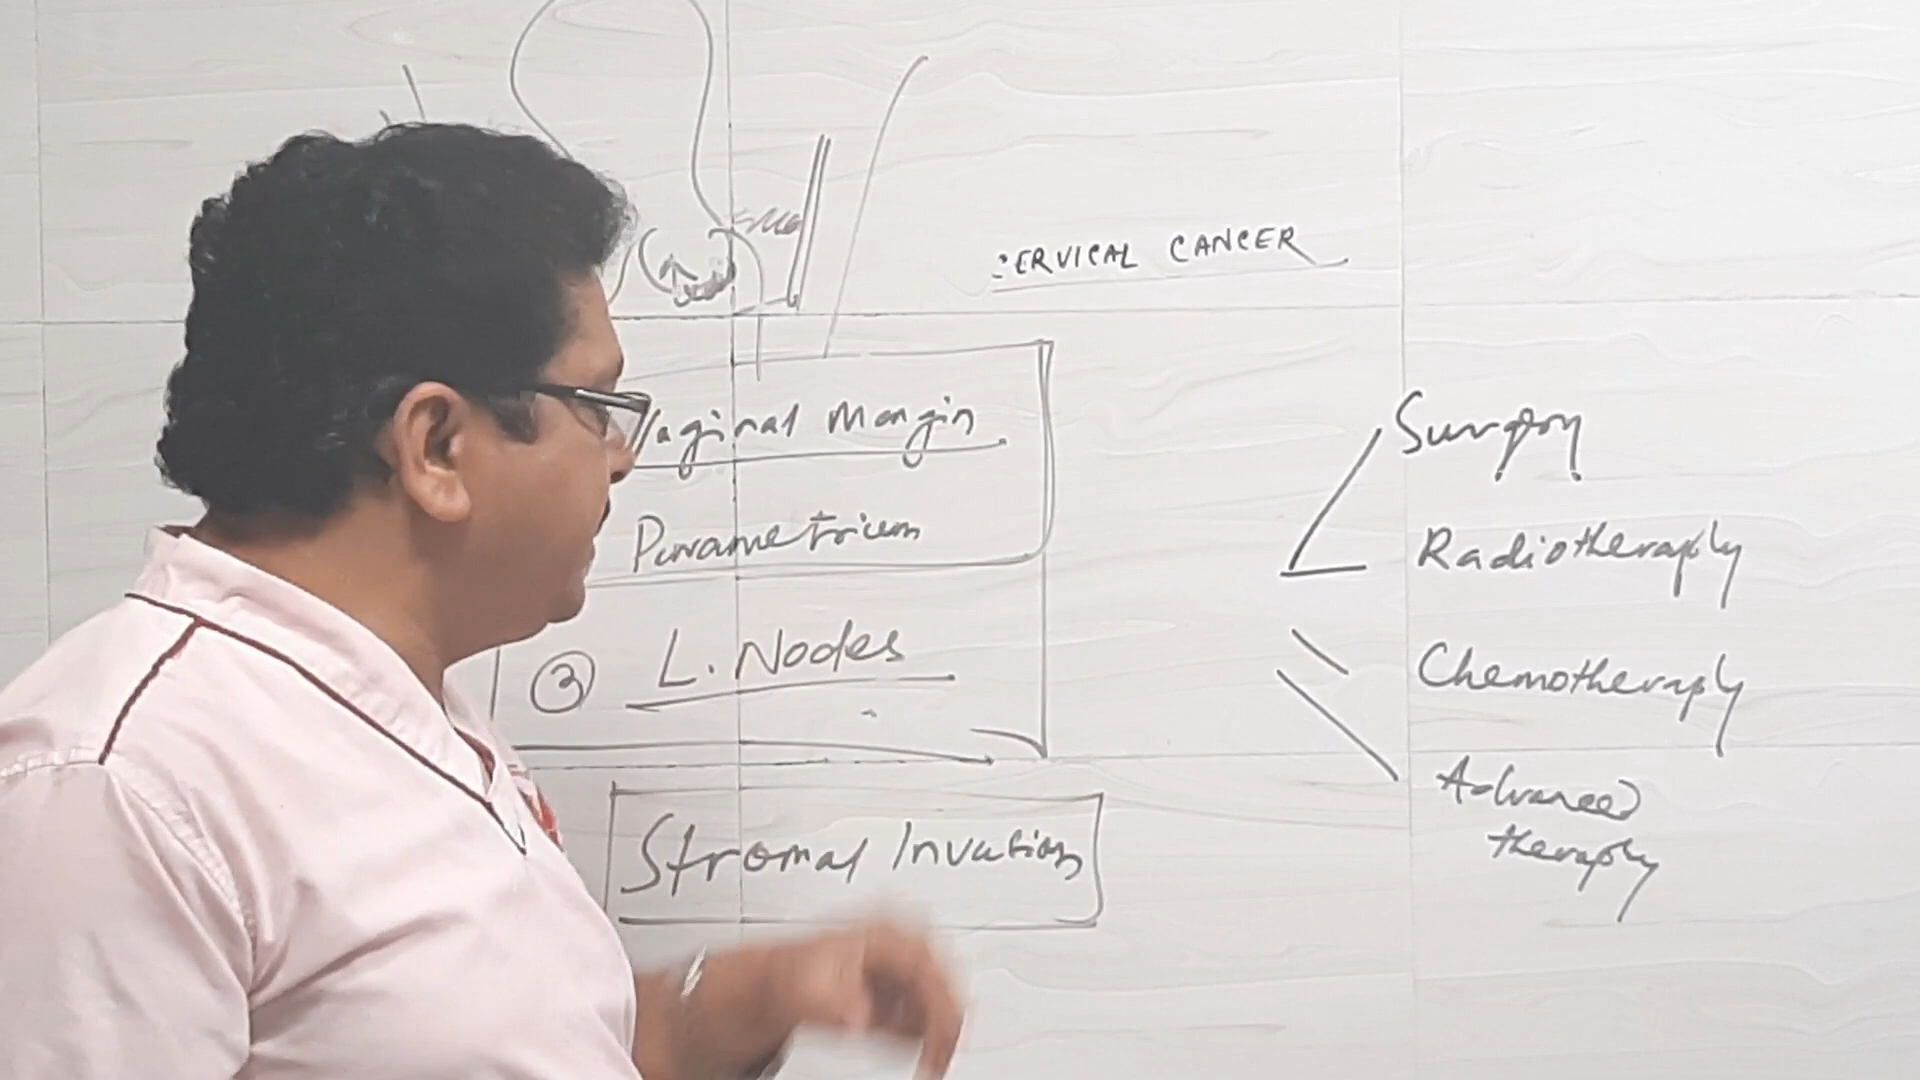 CERVICAL CANCER
Vaginal Margin
Parametrium
③ L. Nodes
Stromal Invasion
Surgery
Radiotherapy
Chemotherapy
Advanced
therapy